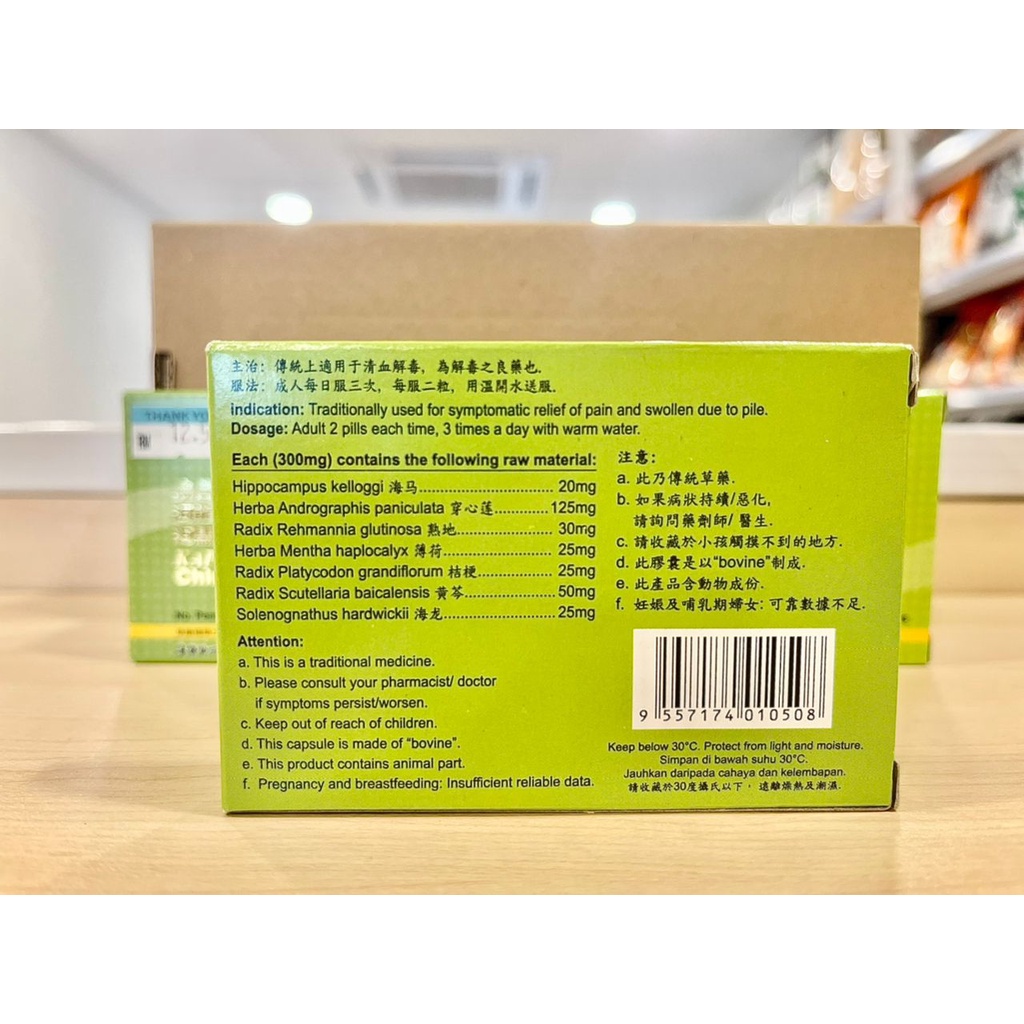 主治: 傳統上適用于清血解毒, 為解毒之良藥也.
服法: 成人每日服三次, 每服二粒, 用溫開水送服.
indication: Traditionally used for symptomatic relief of pain and swollen due to pile.
Dosage: Adult 2 pills each time, 3 times a day with warm water.
Each (300mg) contains the following raw material:
Hippocampus kelloggi 海马........................ 20mg
Herba Andrographis paniculata 穿心莲............125mg
Radix Rehmannia glutinosa 熟地.................... 30mg
Herba Mentha haplocalyx 薄荷..................... 25mg
Radix Platycodon grandiflorum 桔梗................ 25mg
Radix Scutellaria baicalensis 黄芩................... 50mg
Solenognathus hardwickii 海龙..................... 25mg
Attention:
a. This is a traditional medicine.
b. Please consult your pharmacist/ doctor
if symptoms persist/worsen.
c. Keep out of reach of children.
d. This capsule is made of “bovine”.
e. This product contains animal part.
f. Pregnancy and breastfeeding: Insufficient reliable data.
注意:
a. 此乃傳統草藥.
b. 如果病狀持續/惡化,
請詢問藥劑師/ 醫生.
c. 請收藏於小孩觸摸不到的地方.
d. 此膠囊是以“bovine”制成.
e. 此產品含動物成份.
f. 妊娠及哺乳期婦女: 可靠數據不足.
9 557174 010508
Keep below 30°C. Protect from light and moisture.
Simpan di bawah suhu 30°C.
Jauhkan daripada cahaya dan kelembapan.
請收藏於30度攝氏以下, 遠離燥熱及潮濕.
THANK YO